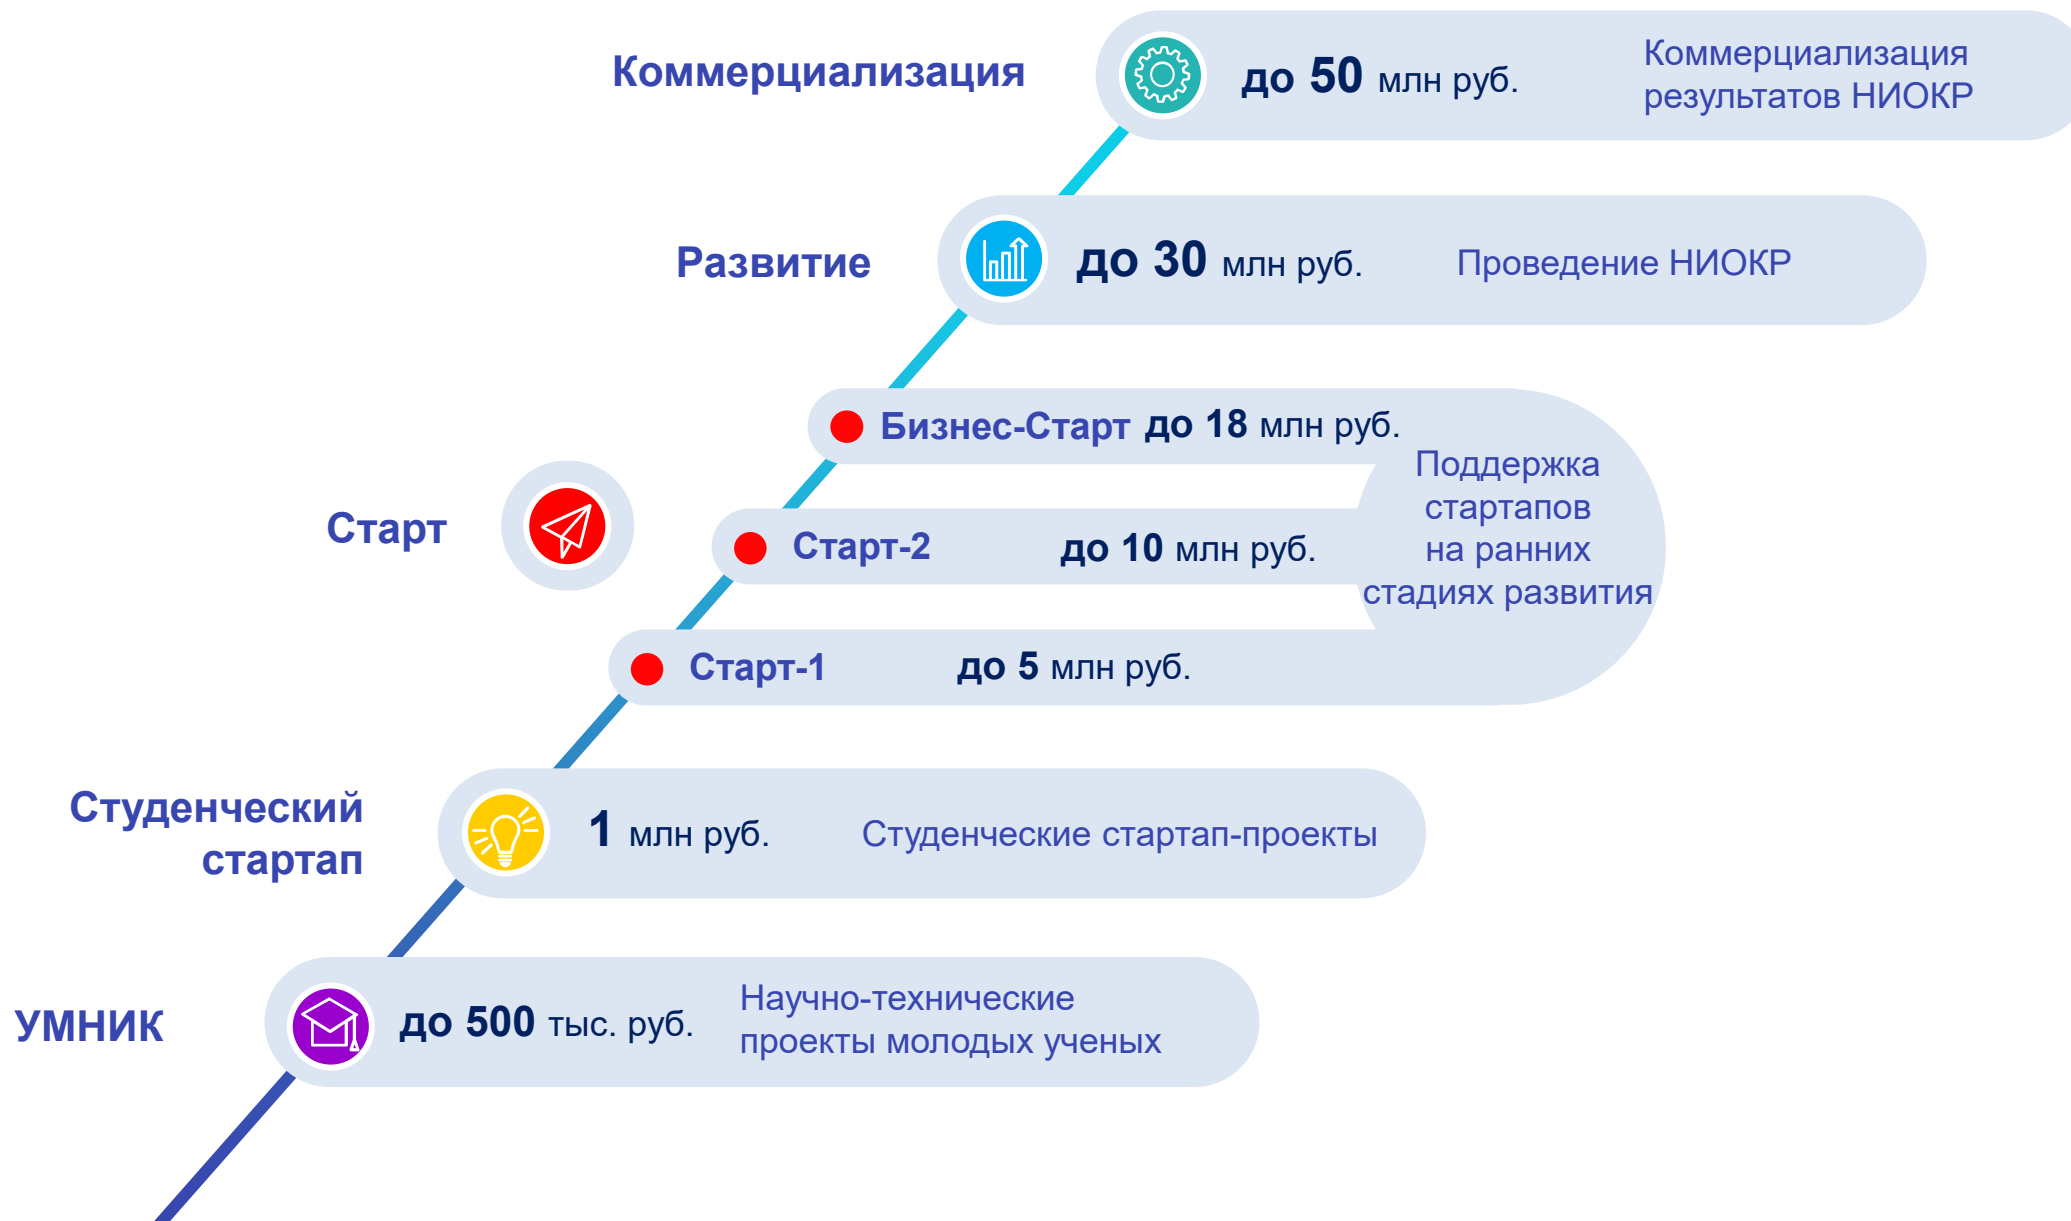 Коммерциализация
до 50 млн руб.
Коммерциализация
результатов НИОКР
Развитие
до 30 млн руб.
Проведение НИОКР
Старт
Бизнес-Старт до 18 млн руб.
Старт-2 до 10 млн руб.
Старт-1 до 5 млн руб.
Поддержка
стартапов
на ранних
стадиях развития
Студенческий
стартап
1 млн руб.
Студенческие стартап-проекты
УМНИК
до 500 тыс. руб.
Научно-технические
проекты молодых ученых